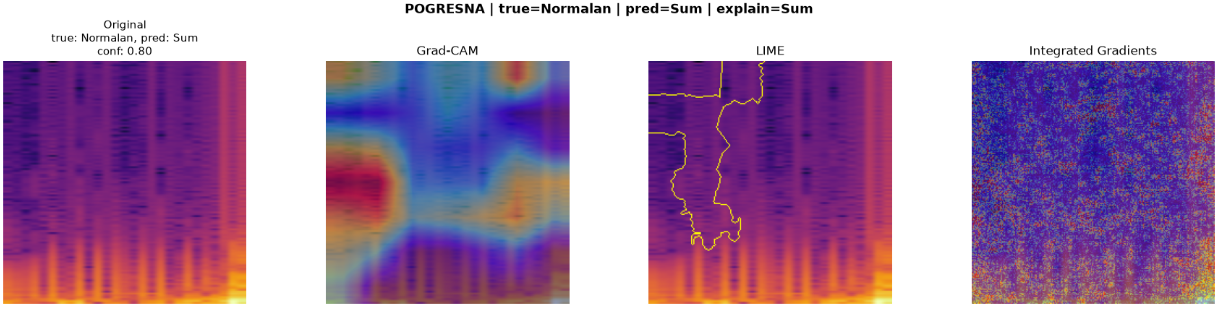 POGRESNA | true=Normalan | pred=Sum | explain=Sum
Original
true: Normalan, pred: Sum
conf: 0.80
Grad-CAM
LIME
Integrated Gradients